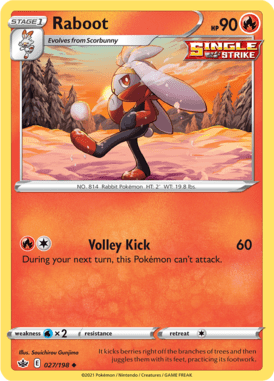 STAGE 1
Raboot
HP 90
Evolves from Scorbunny
SINGLE STRIKE
NO. 814 Rabbit Pokémon HT: 2' WT: 19.8 lbs.
Volley Kick 60
During your next turn, this Pokémon can't attack.
weakness ×2 resistance retreat
Illus. Souichirou Gunjima
It kicks berries right off the branches of trees and then
juggles them with its feet, practicing its footwork.
027/198
©2021 Pokémon / Nintendo / Creatures / GAME FREAK